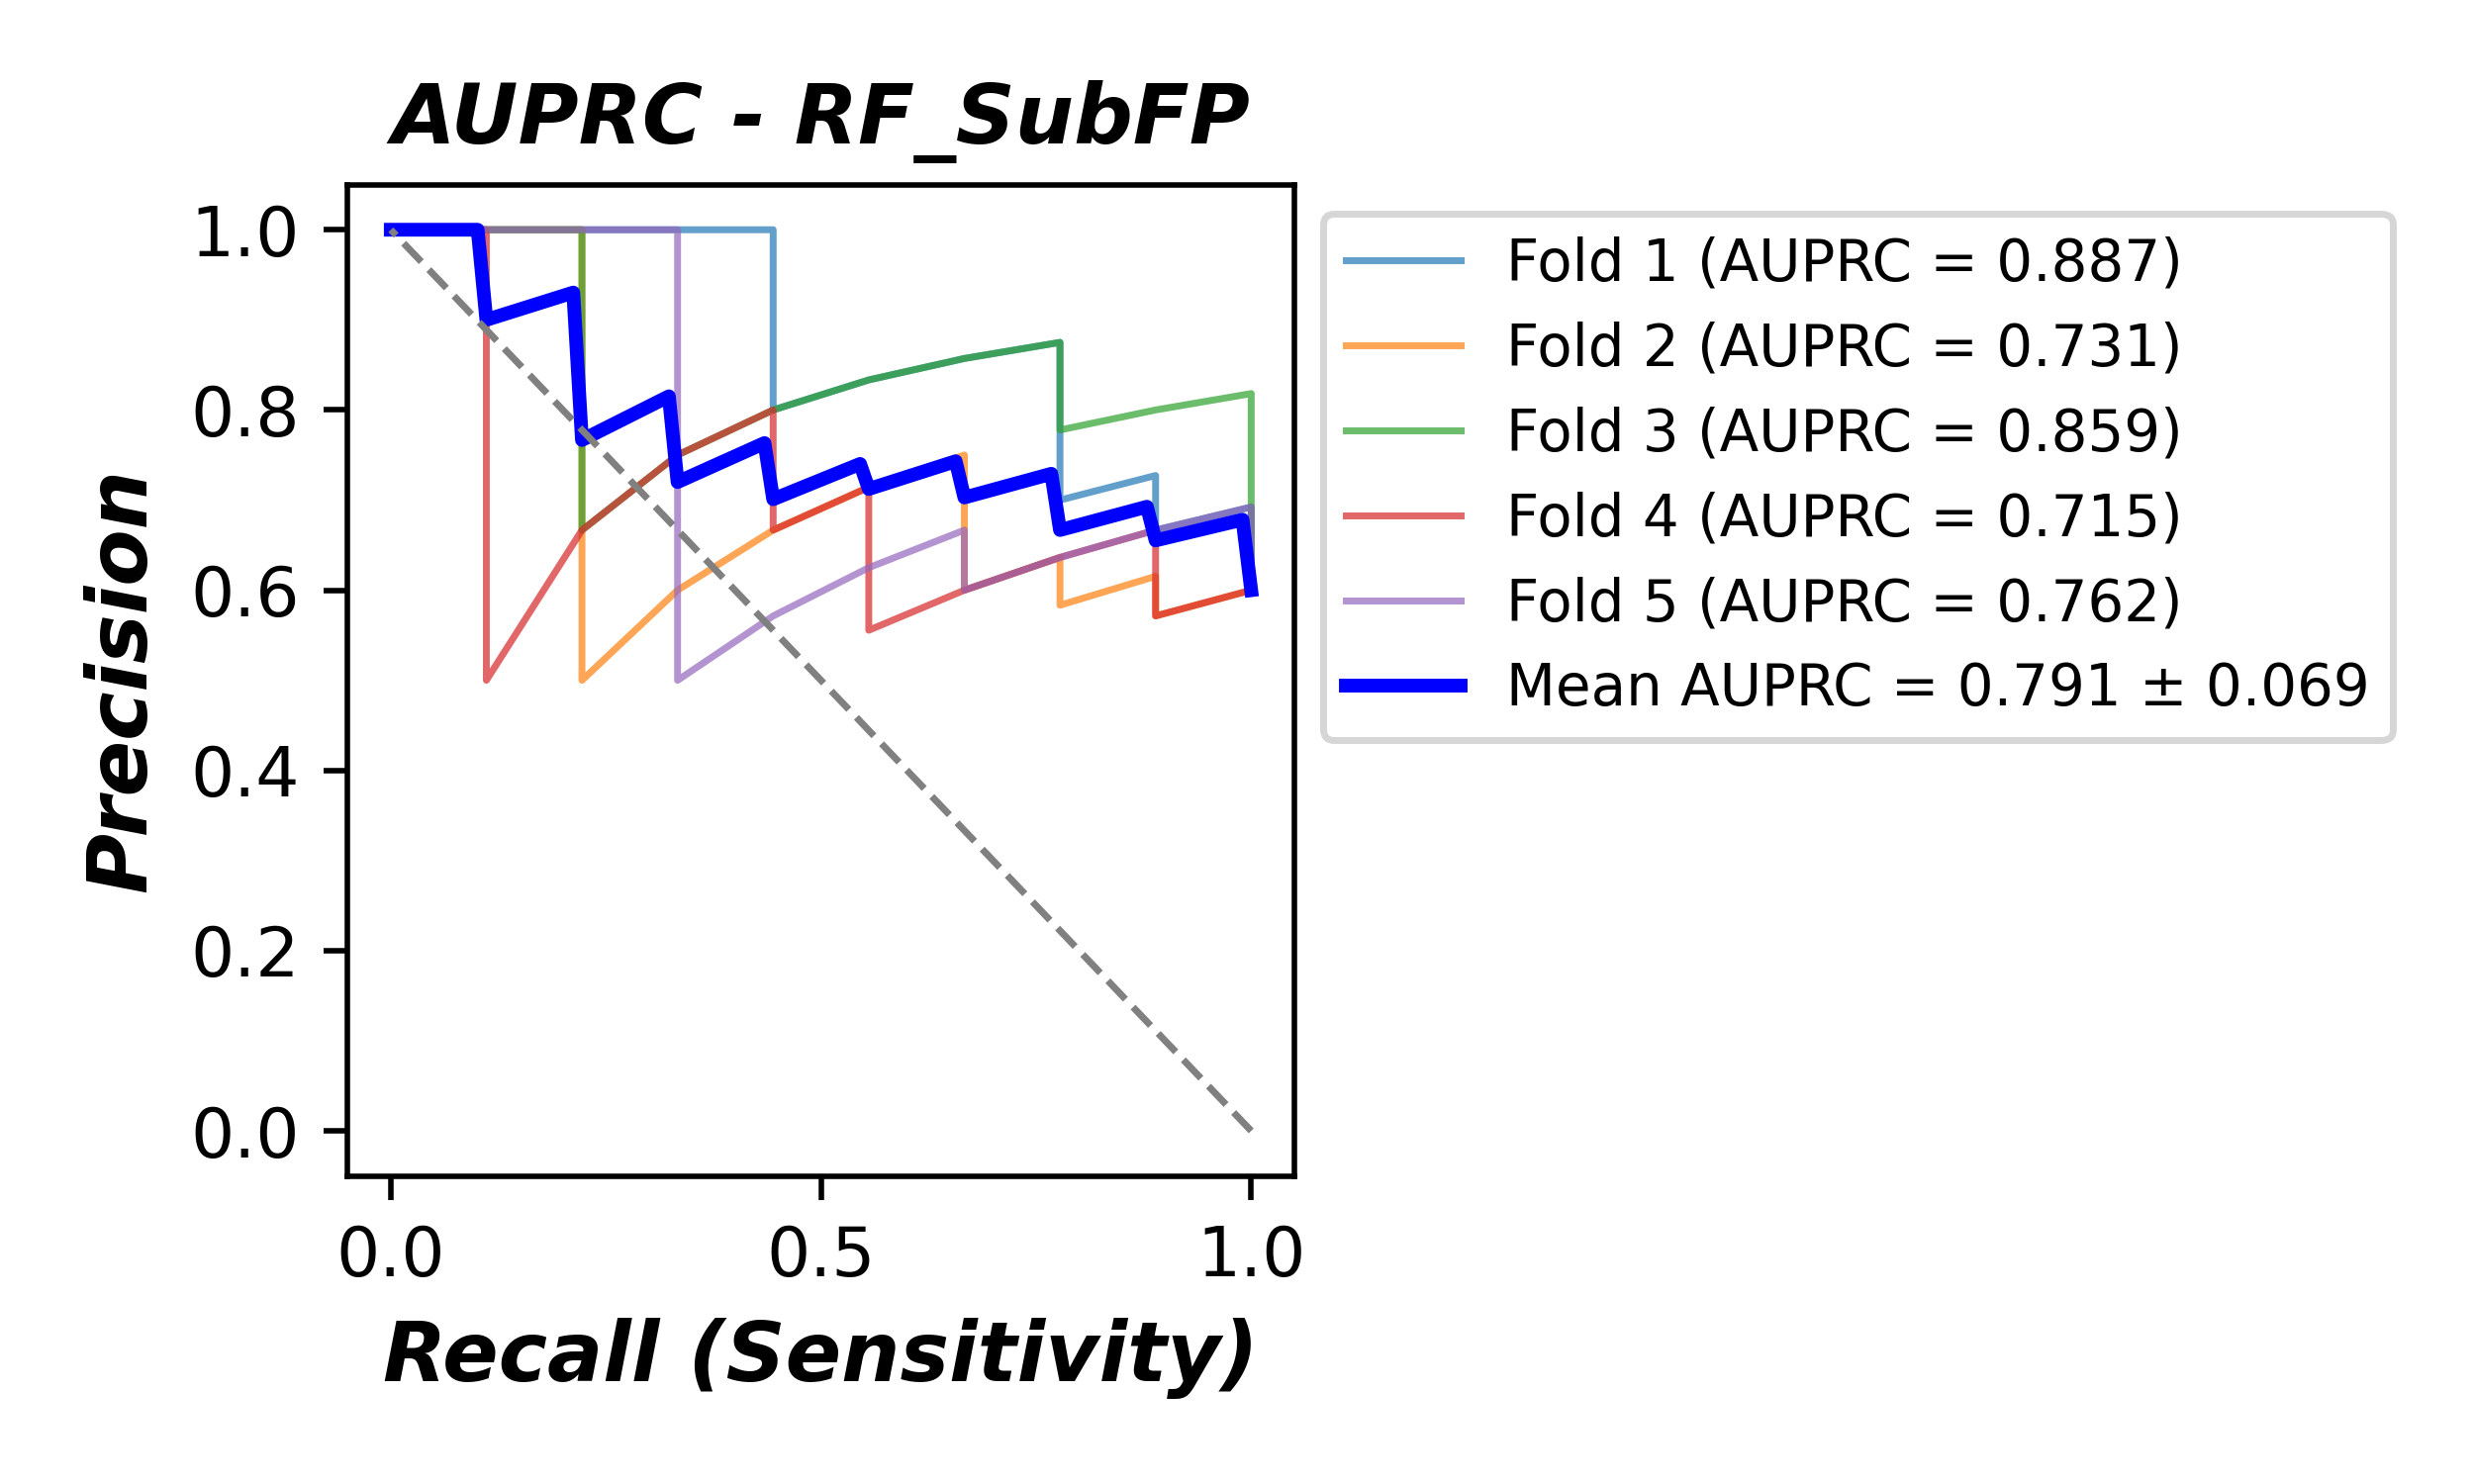 AUPRC - RF_SubFP
Precision
1.0
0.8
0.6
0.4
0.2
0.0
0.0 0.5 1.0
Recall (Sensitivity)
Fold 1 (AUPRC = 0.887)
Fold 2 (AUPRC = 0.731)
Fold 3 (AUPRC = 0.859)
Fold 4 (AUPRC = 0.715)
Fold 5 (AUPRC = 0.762)
Mean AUPRC = 0.791 ± 0.069